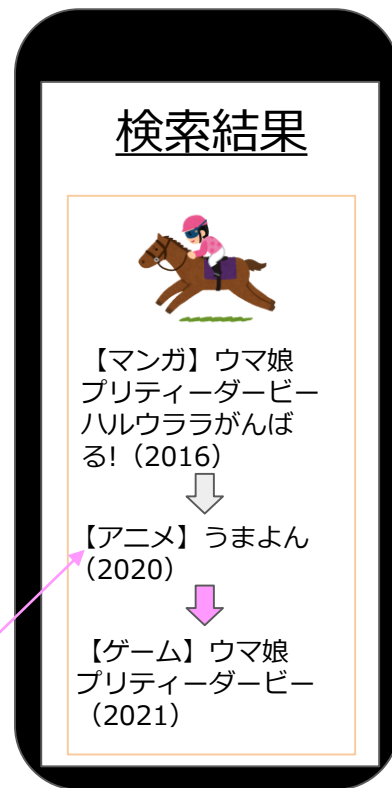 検索結果
【マンガ】ウマ娘
プリティーダービー
ハルウララがんば
る!（2016）
【アニメ】うまよん
（2020）
【ゲーム】ウマ娘
プリティーダービー
（2021）